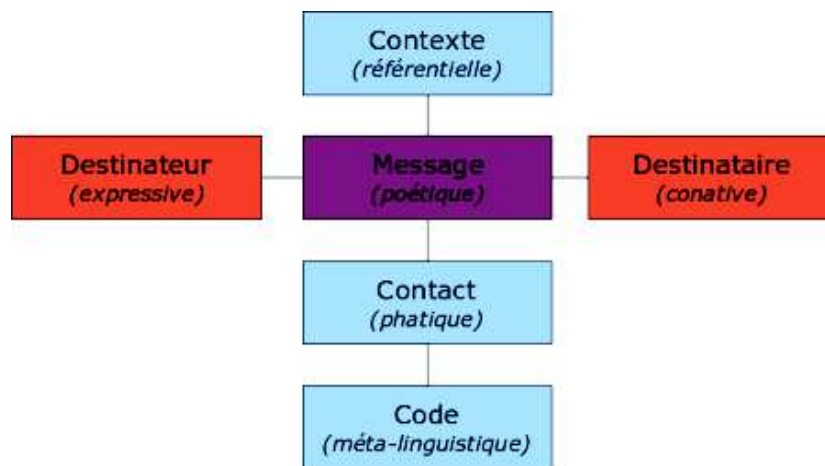 Contexte
(référentielle)
Destinateur
(expressive)
Message
(poétique)
Destinataire
(conative)
Contact
(phatique)
Code
(méta-linguistique)